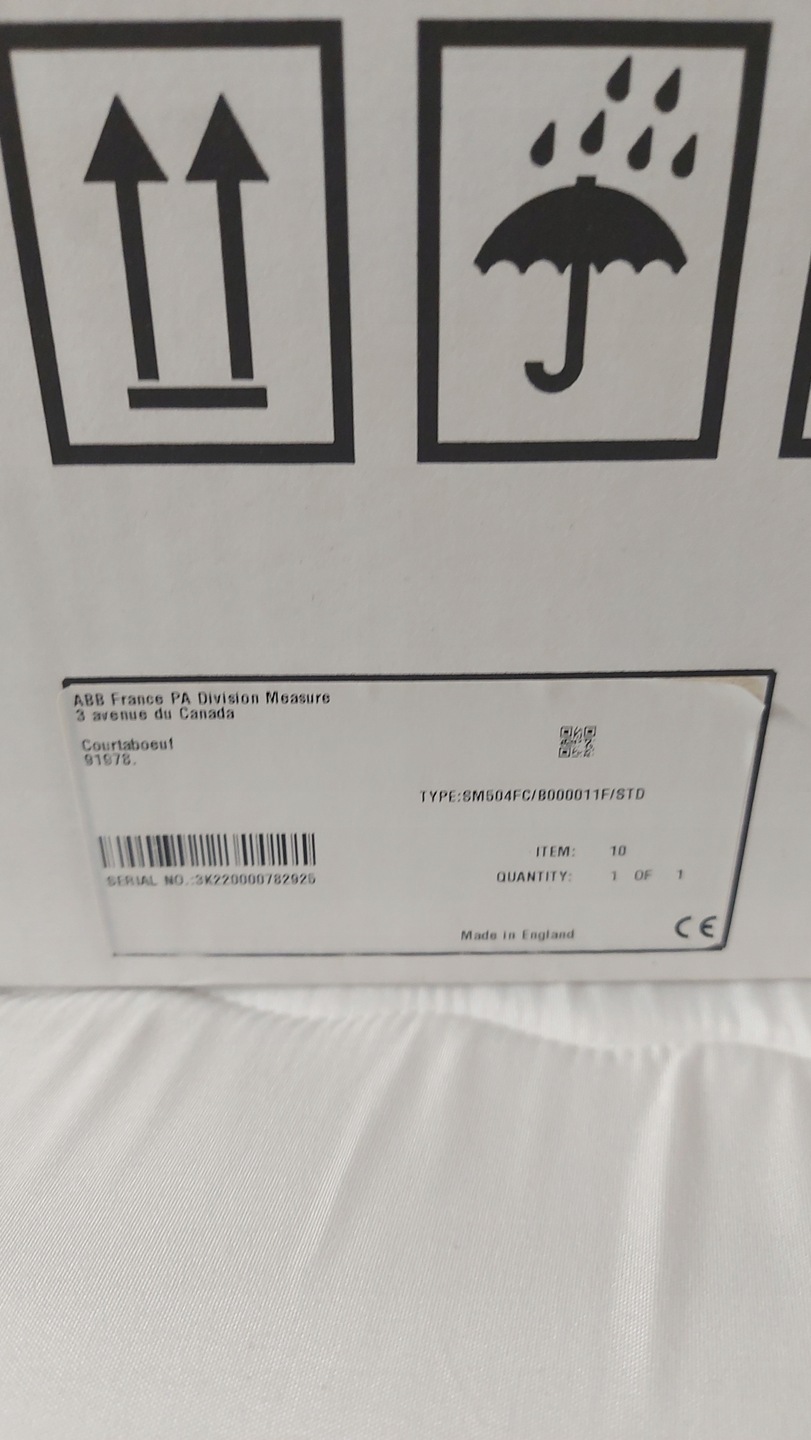 ABB France PA Division Measure
3 avenue du Canada
Courtaboeuf
91978.
TYPE:SM504FC/B000011F/STD
ITEM: 10
SERIAL NO.:3K220000782925
QUANTITY: 1 OF 1
Made in England
CE